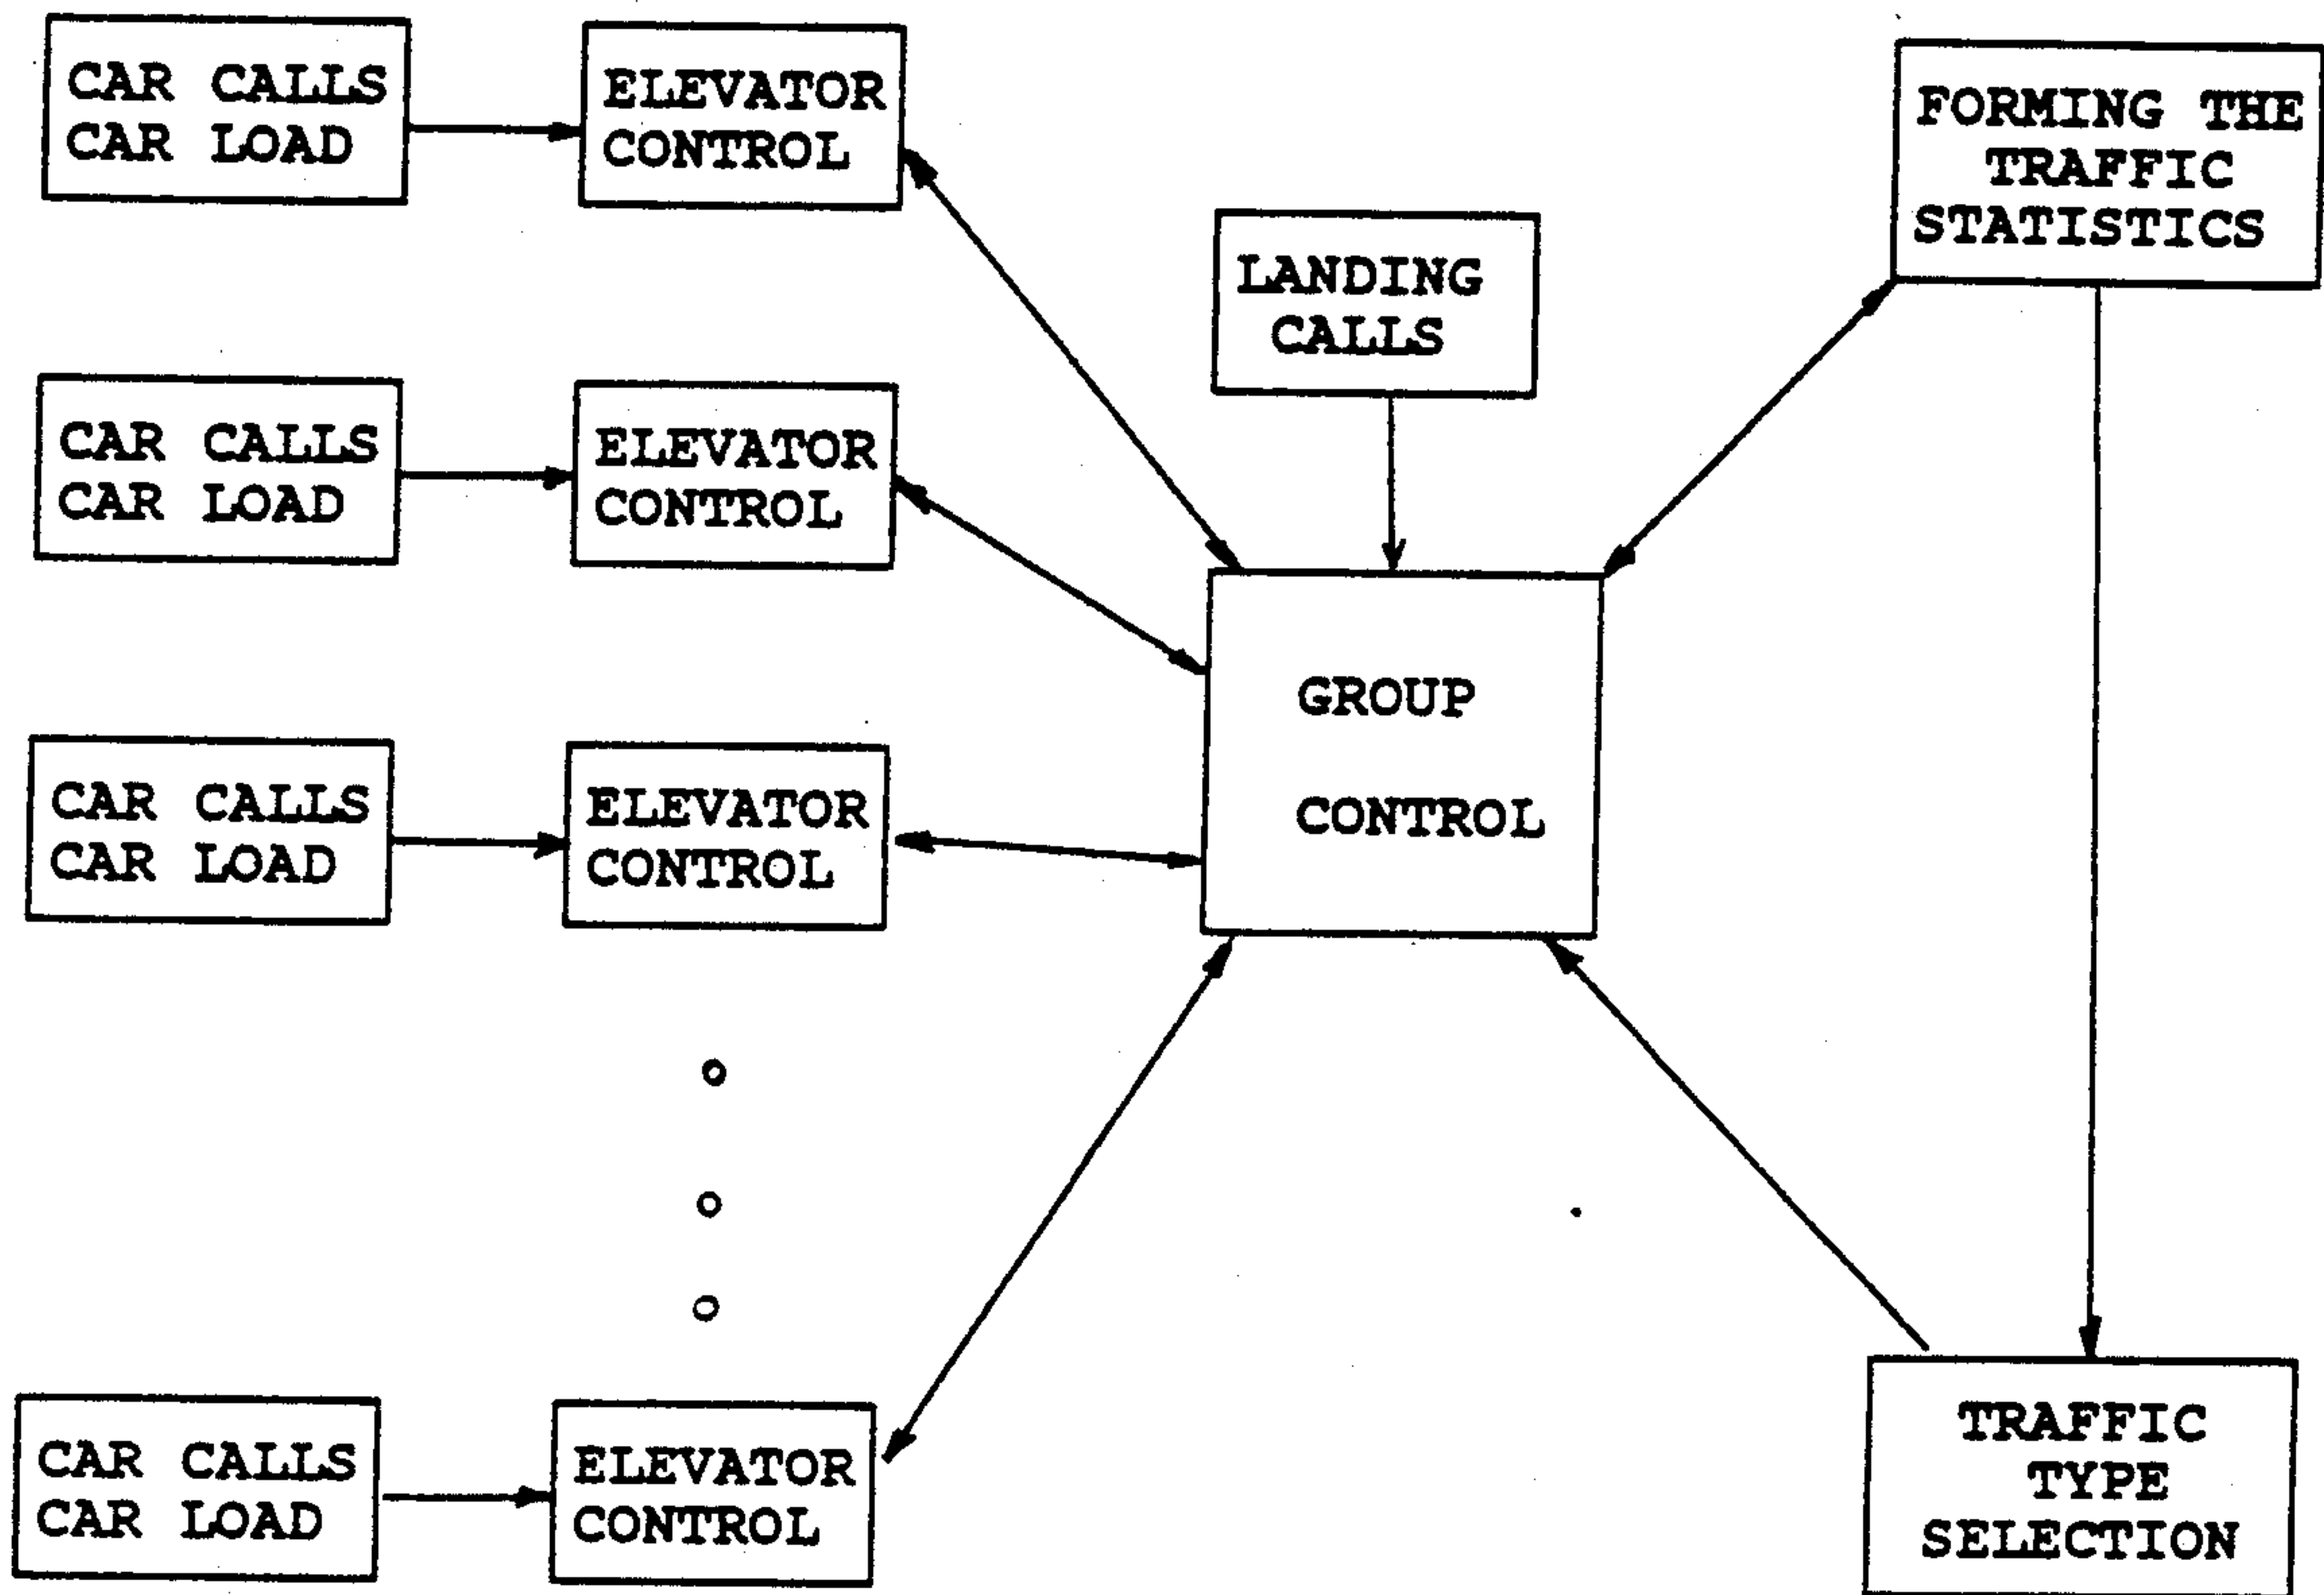 CAR CALLS
CAR LOAD
ELEVATOR
CONTROL
FORMING THE
TRAFFIC
STATISTICS
LANDING
CALLS
CAR CALLS
CAR LOAD
ELEVATOR
CONTROL
GROUP
CONTROL
CAR CALLS
CAR LOAD
ELEVATOR
CONTROL
CAR CALLS
CAR LOAD
ELEVATOR
CONTROL
TRAFFIC
TYPE
SELECTION